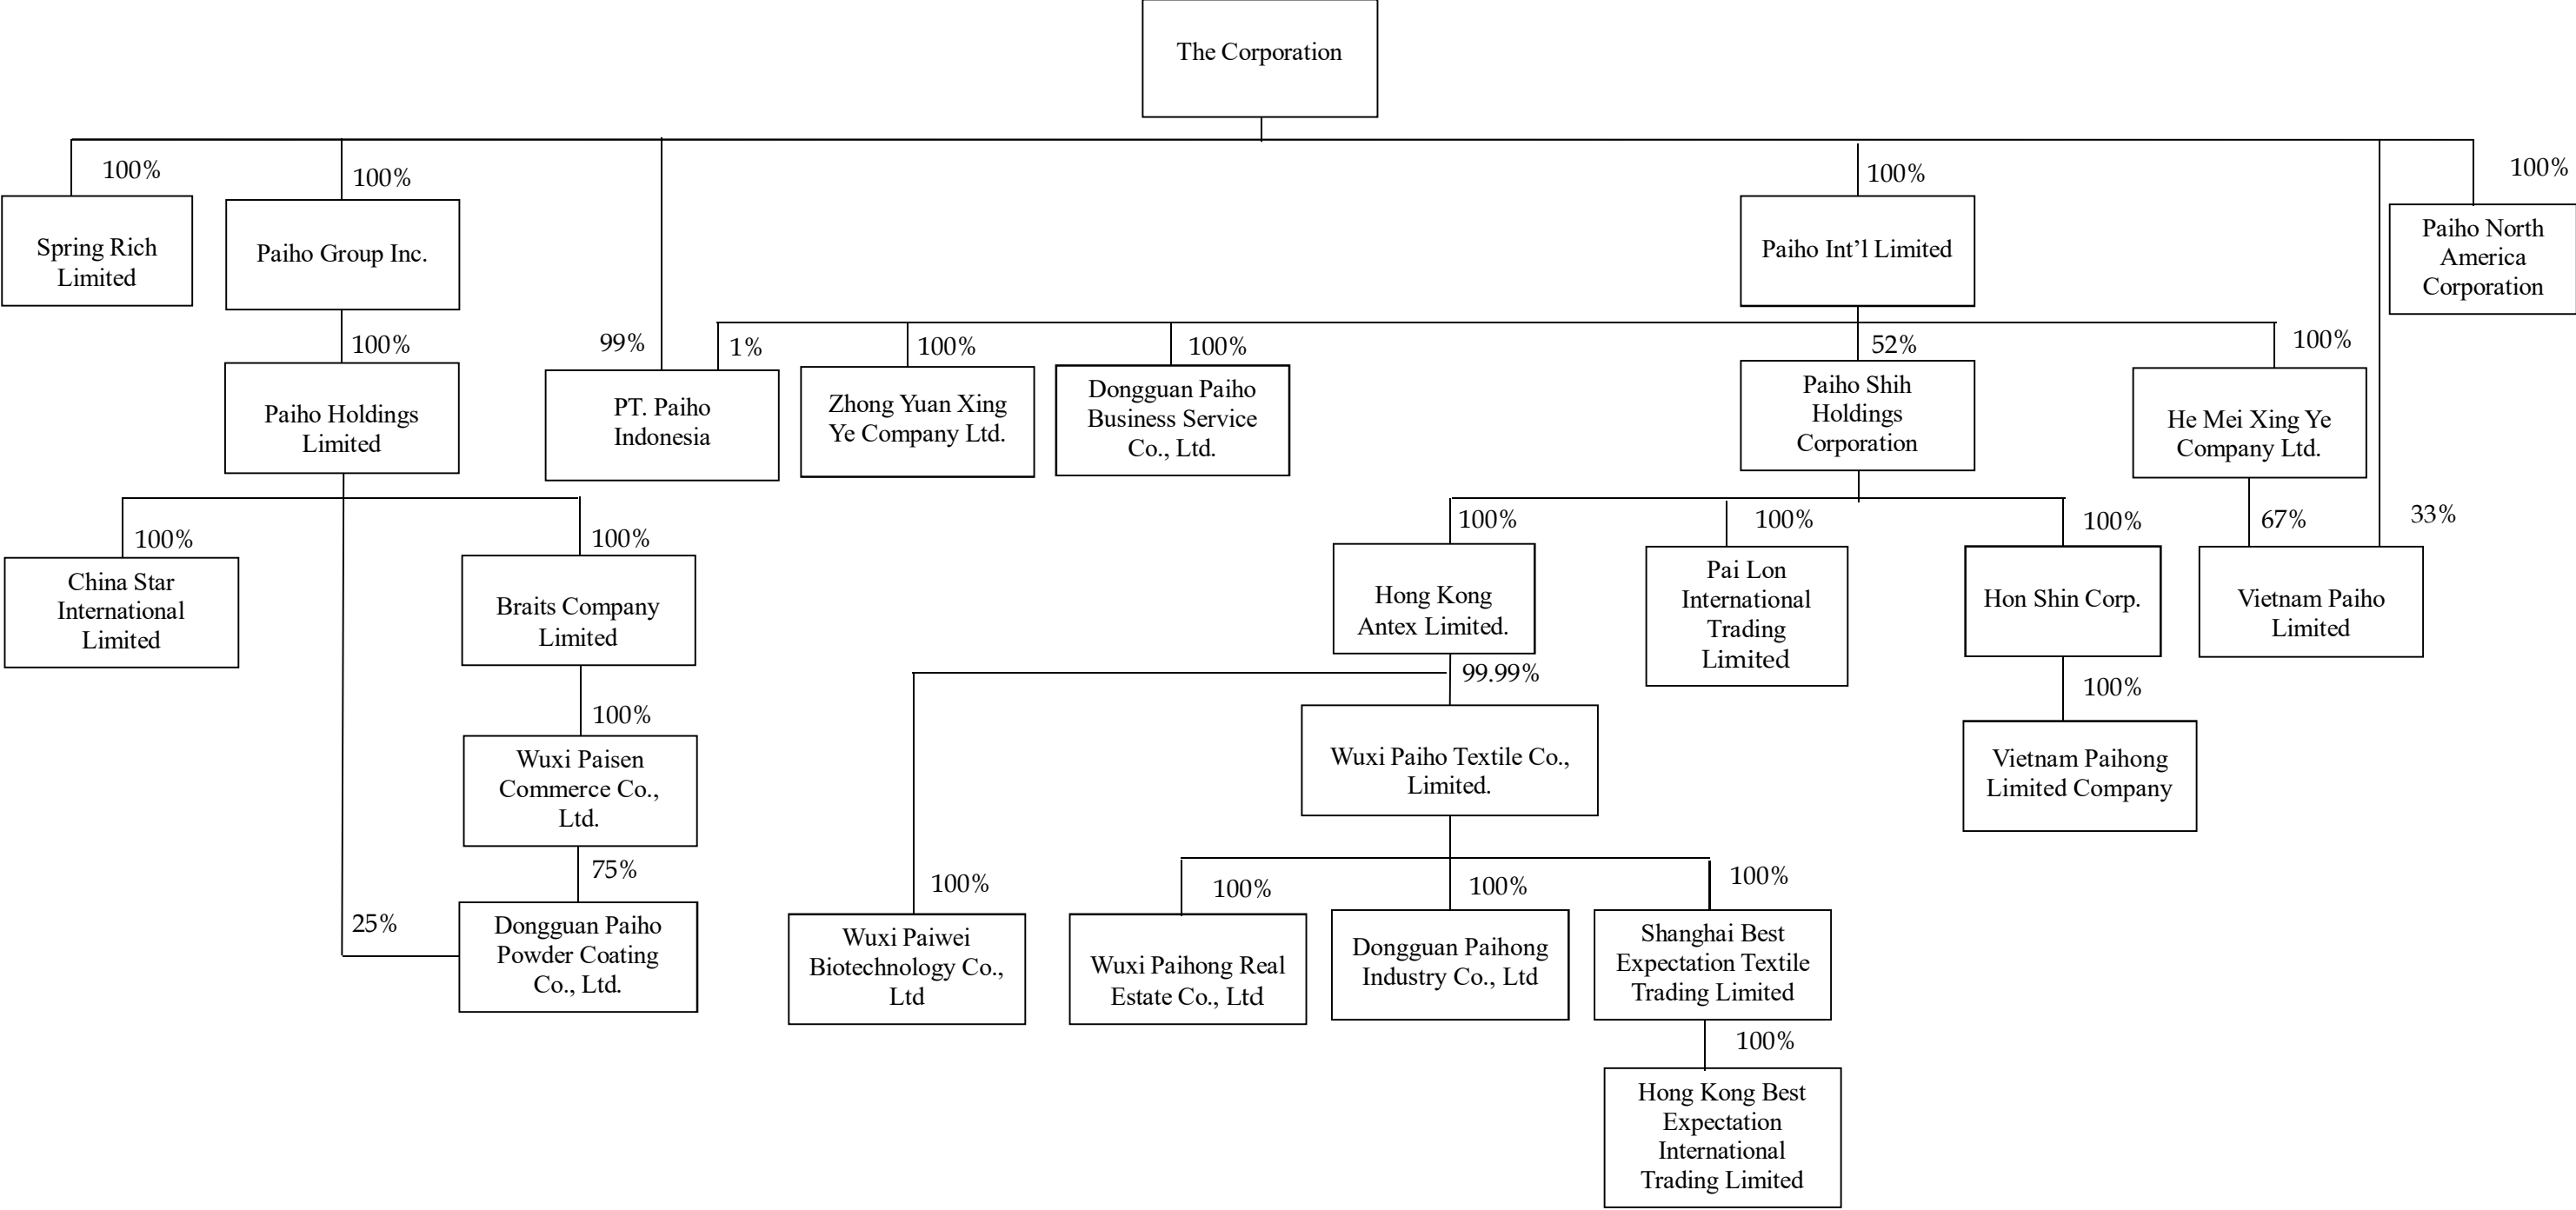 The Corporation
100%
100%
100%
100%
Spring Rich
Limited
Paiho Group Inc.
Paiho Int’l Limited
Paiho North
America
Corporation
100%
99%
1%
100%
100%
52%
100%
Paiho Holdings
Limited
PT. Paiho
Indonesia
Zhong Yuan Xing
Ye Company Ltd.
Dongguan Paiho
Business Service
Co., Ltd.
Paiho Shih
Holdings
Corporation
He Mei Xing Ye
Company Ltd.
100%
100%
100%
100%
100%
67%
33%
China Star
International
Limited
Braits Company
Limited
Hong Kong
Antex Limited.
Pai Lon
International
Trading
Limited
Hon Shin Corp.
Vietnam Paiho
Limited
100%
99.99%
100%
Wuxi Paisen
Commerce Co.,
Ltd.
Wuxi Paiho Textile Co.,
Limited.
Vietnam Paihong
Limited Company
75%
25%
100%
100%
100%
100%
Dongguan Paiho
Powder Coating
Co., Ltd.
Wuxi Paiwei
Biotechnology Co.,
Ltd
Wuxi Paihong Real
Estate Co., Ltd
Dongguan Paihong
Industry Co., Ltd
Shanghai Best
Expectation Textile
Trading Limited
100%
Hong Kong Best
Expectation
International
Trading Limited